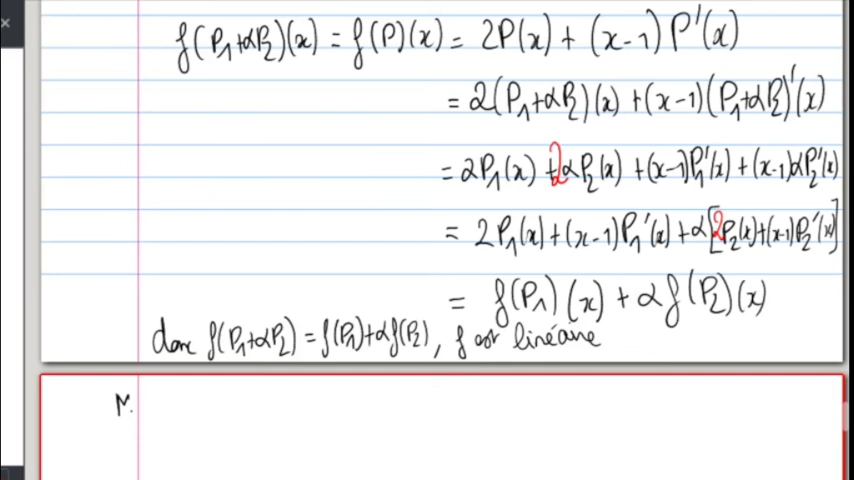 f(P₁+αP₂)(x) = f(P)(x) = 2P(x) + (x-1) P'(x)
= 2(P₁+αP₂)(x) + (x-1)(P₁+αP₂)'(x)
= 2P₁(x) + 2αP₂(x) + (x-1)P₁'(x) + (x-1)αP₂'(x)
= 2P₁(x) + (x-1)P₁'(x) + α[2P₂(x)+(x-1)P₂'(x)]
= f(P₁)(x) + αf(P₂)(x)
donc f(P₁+αP₂) = f(P₁)+αf(P₂), f est linéaire
M